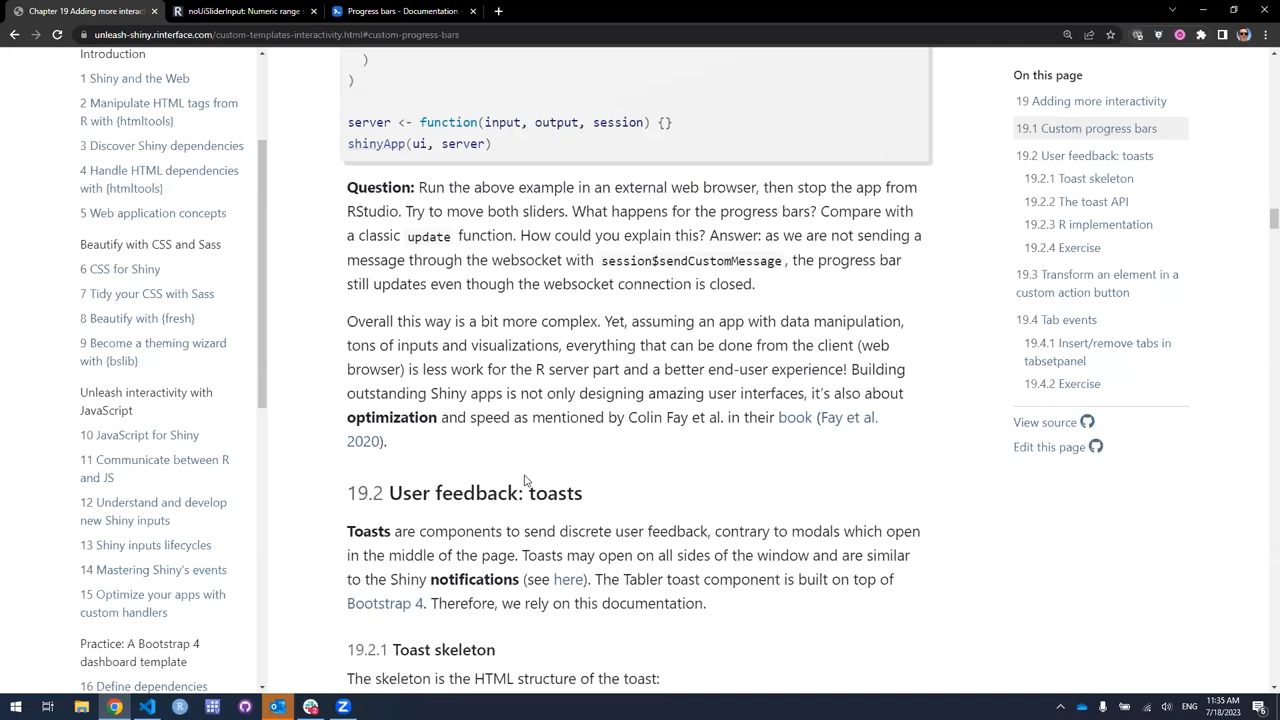 Chapter 19 Adding more interact
noUiSliderInput: Numeric range s
Progress bars - Documentation -
unleash-shiny.rinterface.com/custom-templates-interactivity.html#custom-progress-bars
Introduction
1 Shiny and the Web
2 Manipulate HTML tags from
R with {htmltools}
3 Discover Shiny dependencies
4 Handle HTML dependencies
with {htmltools}
5 Web application concepts
Beautify with CSS and Sass
6 CSS for Shiny
7 Tidy your CSS with Sass
8 Beautify with {fresh}
9 Become a theming wizard
with {bslib}
Unleash interactivity with
JavaScript
10 JavaScript for Shiny
11 Communicate between R
and JS
12 Understand and develop
new Shiny inputs
13 Shiny inputs lifecycles
14 Mastering Shiny's events
15 Optimize your apps with
custom handlers
Practice: A Bootstrap 4
dashboard template
16 Define dependencies
)
)
server <- function(input, output, session) {}
shinyApp(ui, server)
Question: Run the above example in an external web browser, then stop the app from
RStudio. Try to move both sliders. What happens for the progress bars? Compare with
a classic update function. How could you explain this? Answer: as we are not sending a
message through the websocket with session$sendCustomMessage, the progress bar
still updates even though the websocket connection is closed.
Overall this way is a bit more complex. Yet, assuming an app with data manipulation,
tons of inputs and visualizations, everything that can be done from the client (web
browser) is less work for the R server part and a better end-user experience! Building
outstanding Shiny apps is not only designing amazing user interfaces, it's also about
optimization and speed as mentioned by Colin Fay et al. in their book (Fay et al.
2020).
19.2 User feedback: toasts
Toasts are components to send discrete user feedback, contrary to modals which open
in the middle of the page. Toasts may open on all sides of the window and are similar
to the Shiny notifications (see here). The Tabler toast component is built on top of
Bootstrap 4. Therefore, we rely on this documentation.
19.2.1 Toast skeleton
The skeleton is the HTML structure of the toast:
On this page
19 Adding more interactivity
19.1 Custom progress bars
19.2 User feedback: toasts
19.2.1 Toast skeleton
19.2.2 The toast API
19.2.3 R implementation
19.2.4 Exercise
19.3 Transform an element in a
custom action button
19.4 Tab events
19.4.1 Insert/remove tabs in
tabsetpanel
19.4.2 Exercise
View source
Edit this page
ENG
11:35 AM
7/18/2023
6